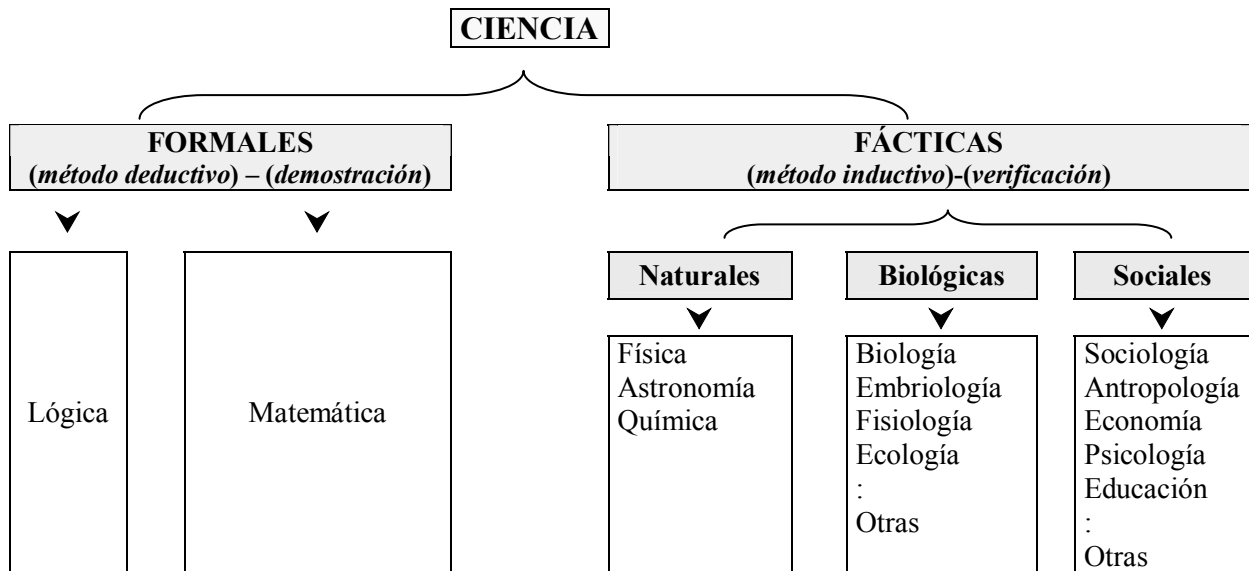 CIENCIA
FORMALES
(método deductivo) – (demostración)
FÁCTICAS
(método inductivo)-(verificación)
Lógica
Matemática
Naturales
Física
Astronomía
Química
Biológicas
Biología
Embriología
Fisiología
Ecología
:
Otras
Sociales
Sociología
Antropología
Economía
Psicología
Educación
:
Otras